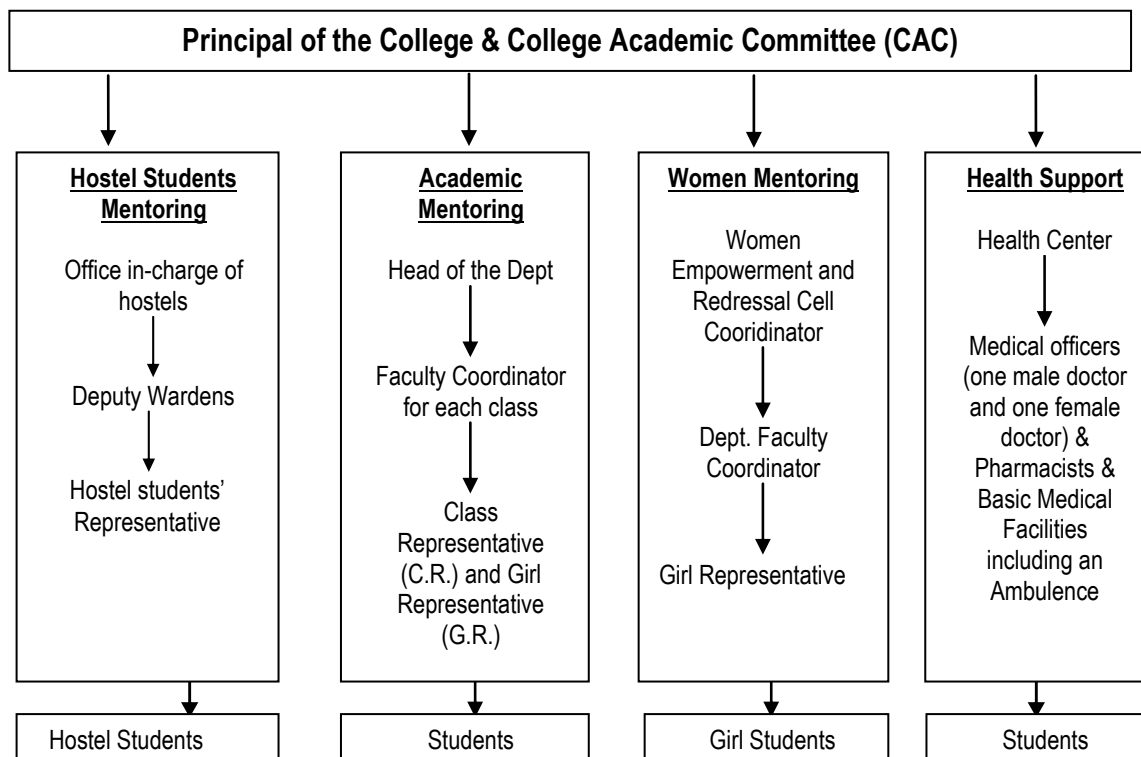 Principal of the College & College Academic Committee (CAC)
Hostel Students
Mentoring
Office in-charge of
hostels
Deputy Wardens
Hostel students’
Representative
Hostel Students
Academic
Mentoring
Head of the Dept
Faculty Coordinator
for each class
Class
Representative
(C.R.) and Girl
Representative
(G.R.)
Students
Women Mentoring
Women
Empowerment and
Redressal Cell
Cooridinator
Dept. Faculty
Coordinator
Girl Representative
Girl Students
Health Support
Health Center
Medical officers
(one male doctor
and one female
doctor) &
Pharmacists &
Basic Medical
Facilities
including an
Ambulence
Students